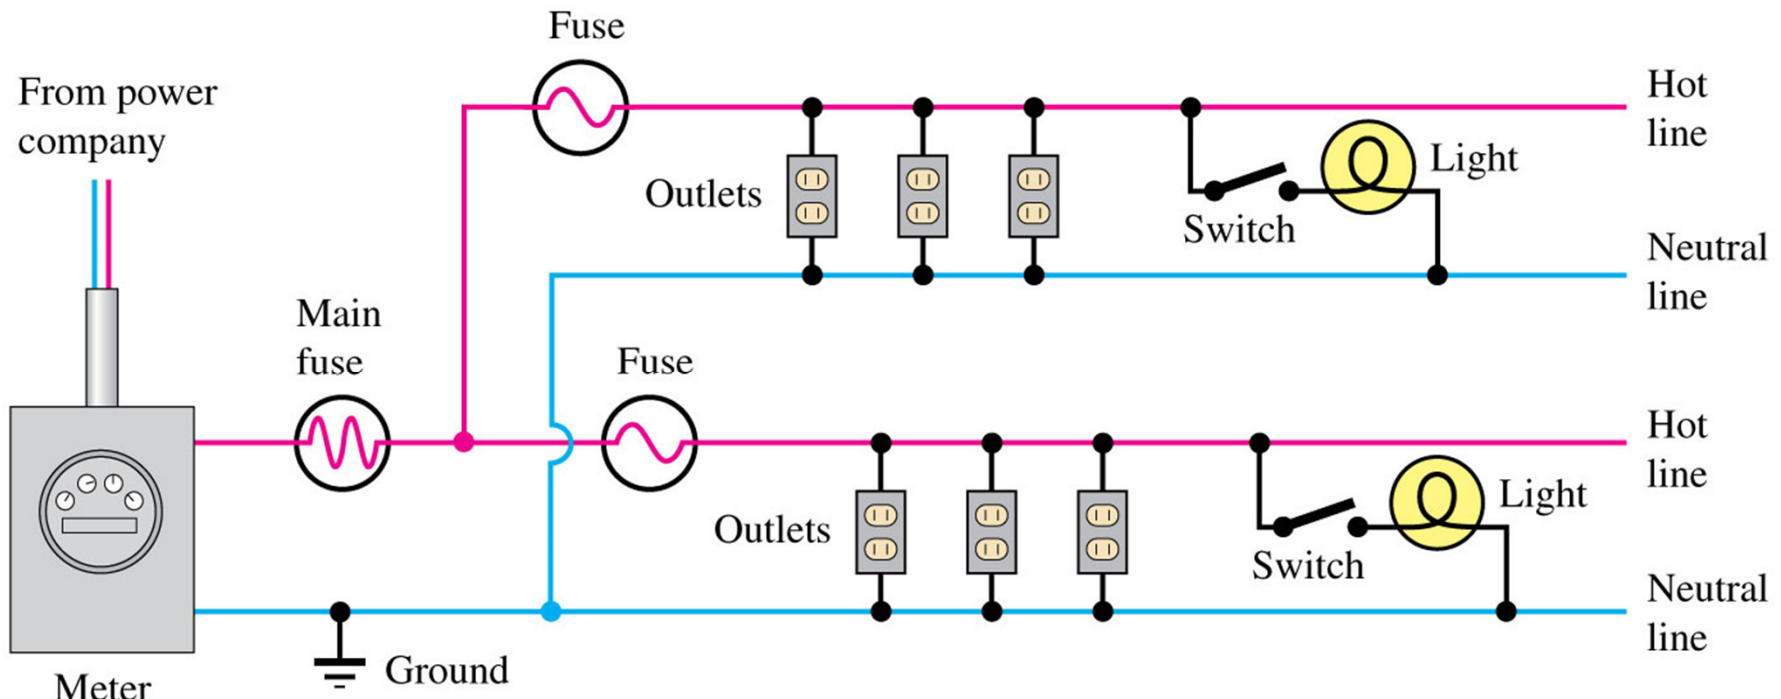 Fuse
From power
company
Hot
line
Light
Outlets
Switch
Neutral
line
Main
fuse
Fuse
Hot
line
Light
Outlets
Switch
Neutral
line
Ground
Meter